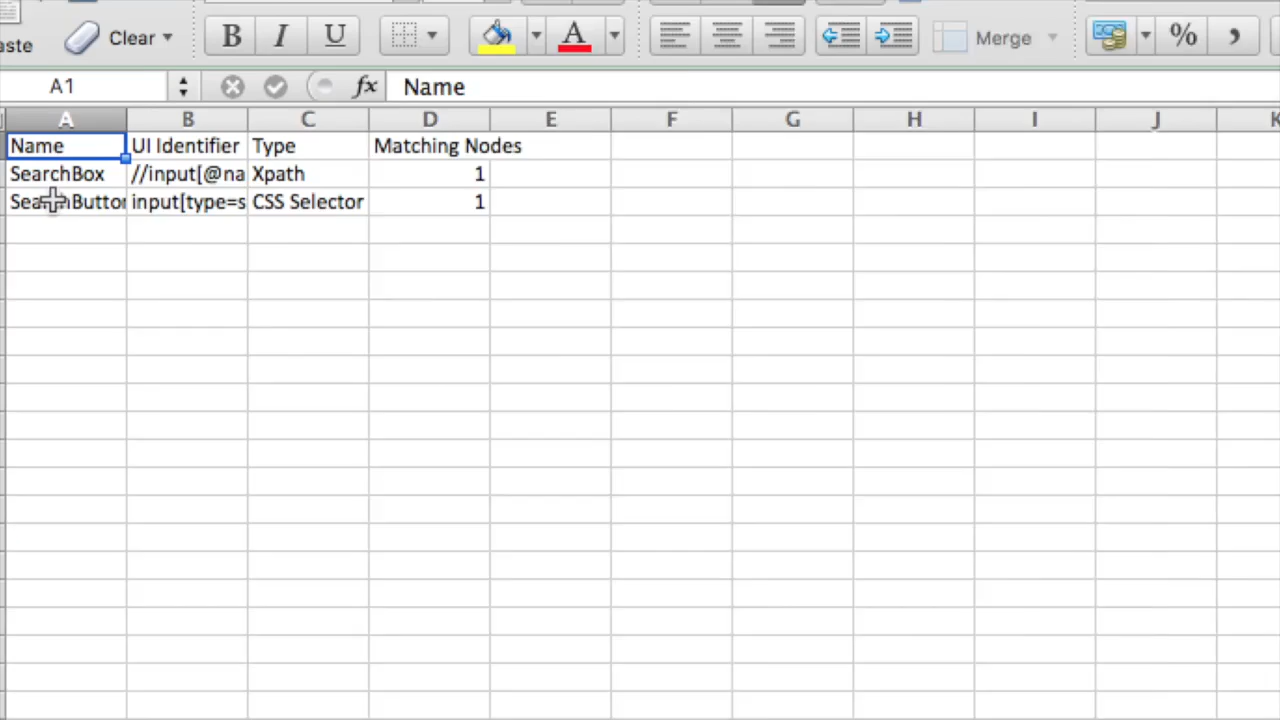 aste Clear B I U A Merge % ,
A1 fx Name
A B C D E F G H I J K
Name UI Identifier Type Matching Nodes
SearchBox //input[@na Xpath 1
SearchButton input[type=s CSS Selector 1